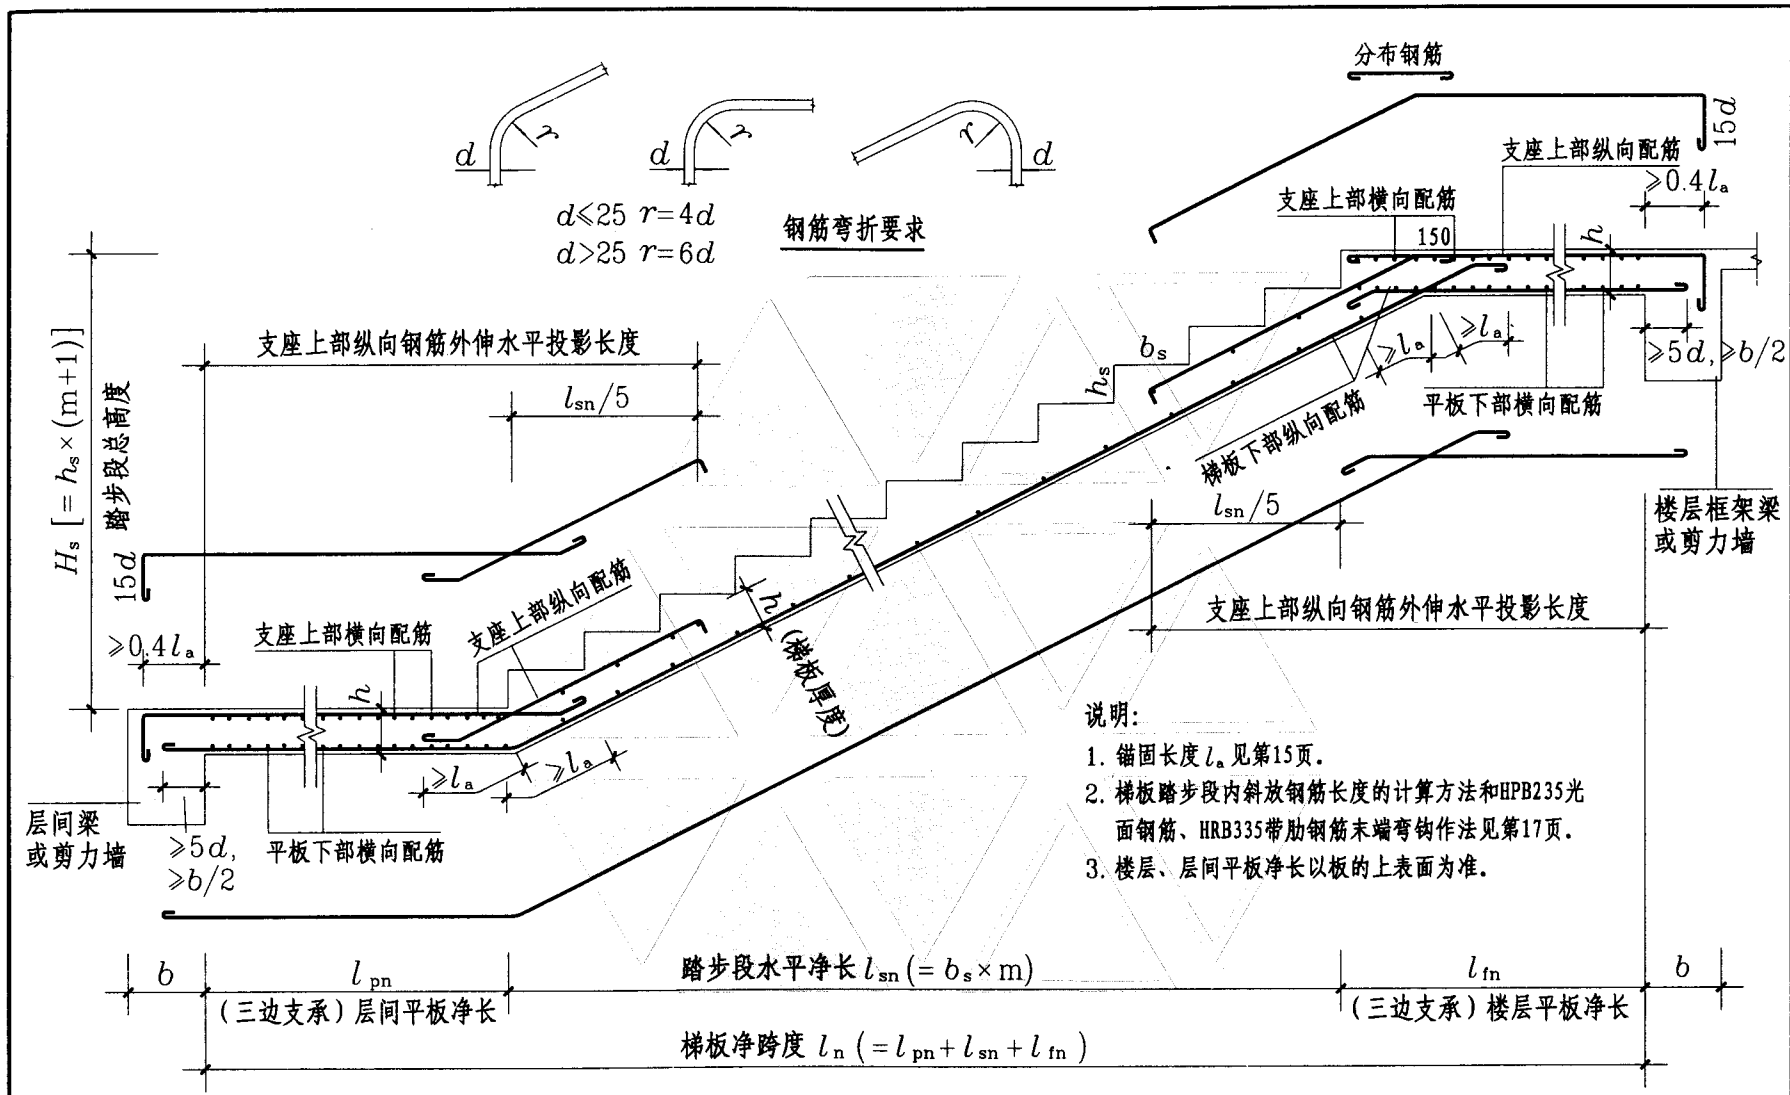 分布钢筋
15d
支座上部纵向配筋
≥0.4lₐ
支座上部横向配筋
150
h
d
r
d
r
r
d
d≤25 r=4d
d>25 r=6d
钢筋弯折要求
支座上部纵向钢筋外伸水平投影长度
lsn/5
bs
hs
≥lₐ
≥lₐ
≥5d, ≥b/2
平板下部横向配筋
梯板下部纵向配筋
Hs [=hs×(m+1)]
踏步段总高度
lsn/5
楼层框架梁
或剪力墙
15d
支座上部纵向钢筋外伸水平投影长度
支座上部横向配筋
支座上部纵向配筋
≥0.4lₐ
h
h
(梯板厚度)
≥lₐ
≥lₐ
层间梁
或剪力墙
≥5d,
≥b/2
平板下部横向配筋
说明:
1. 锚固长度lₐ见第15页.
2. 梯板踏步段内斜放钢筋长度的计算方法和HPB235光
面钢筋、HRB335带肋钢筋末端弯钩作法见第17页.
3. 楼层、层间平板净长以板的上表面为准.
b
lpn
踏步段水平净长 lsn(=bs×m)
lfn
b
(三边支承)层间平板净长
(三边支承)楼层平板净长
梯板净跨度 ln (=lpn+lsn+lfn)